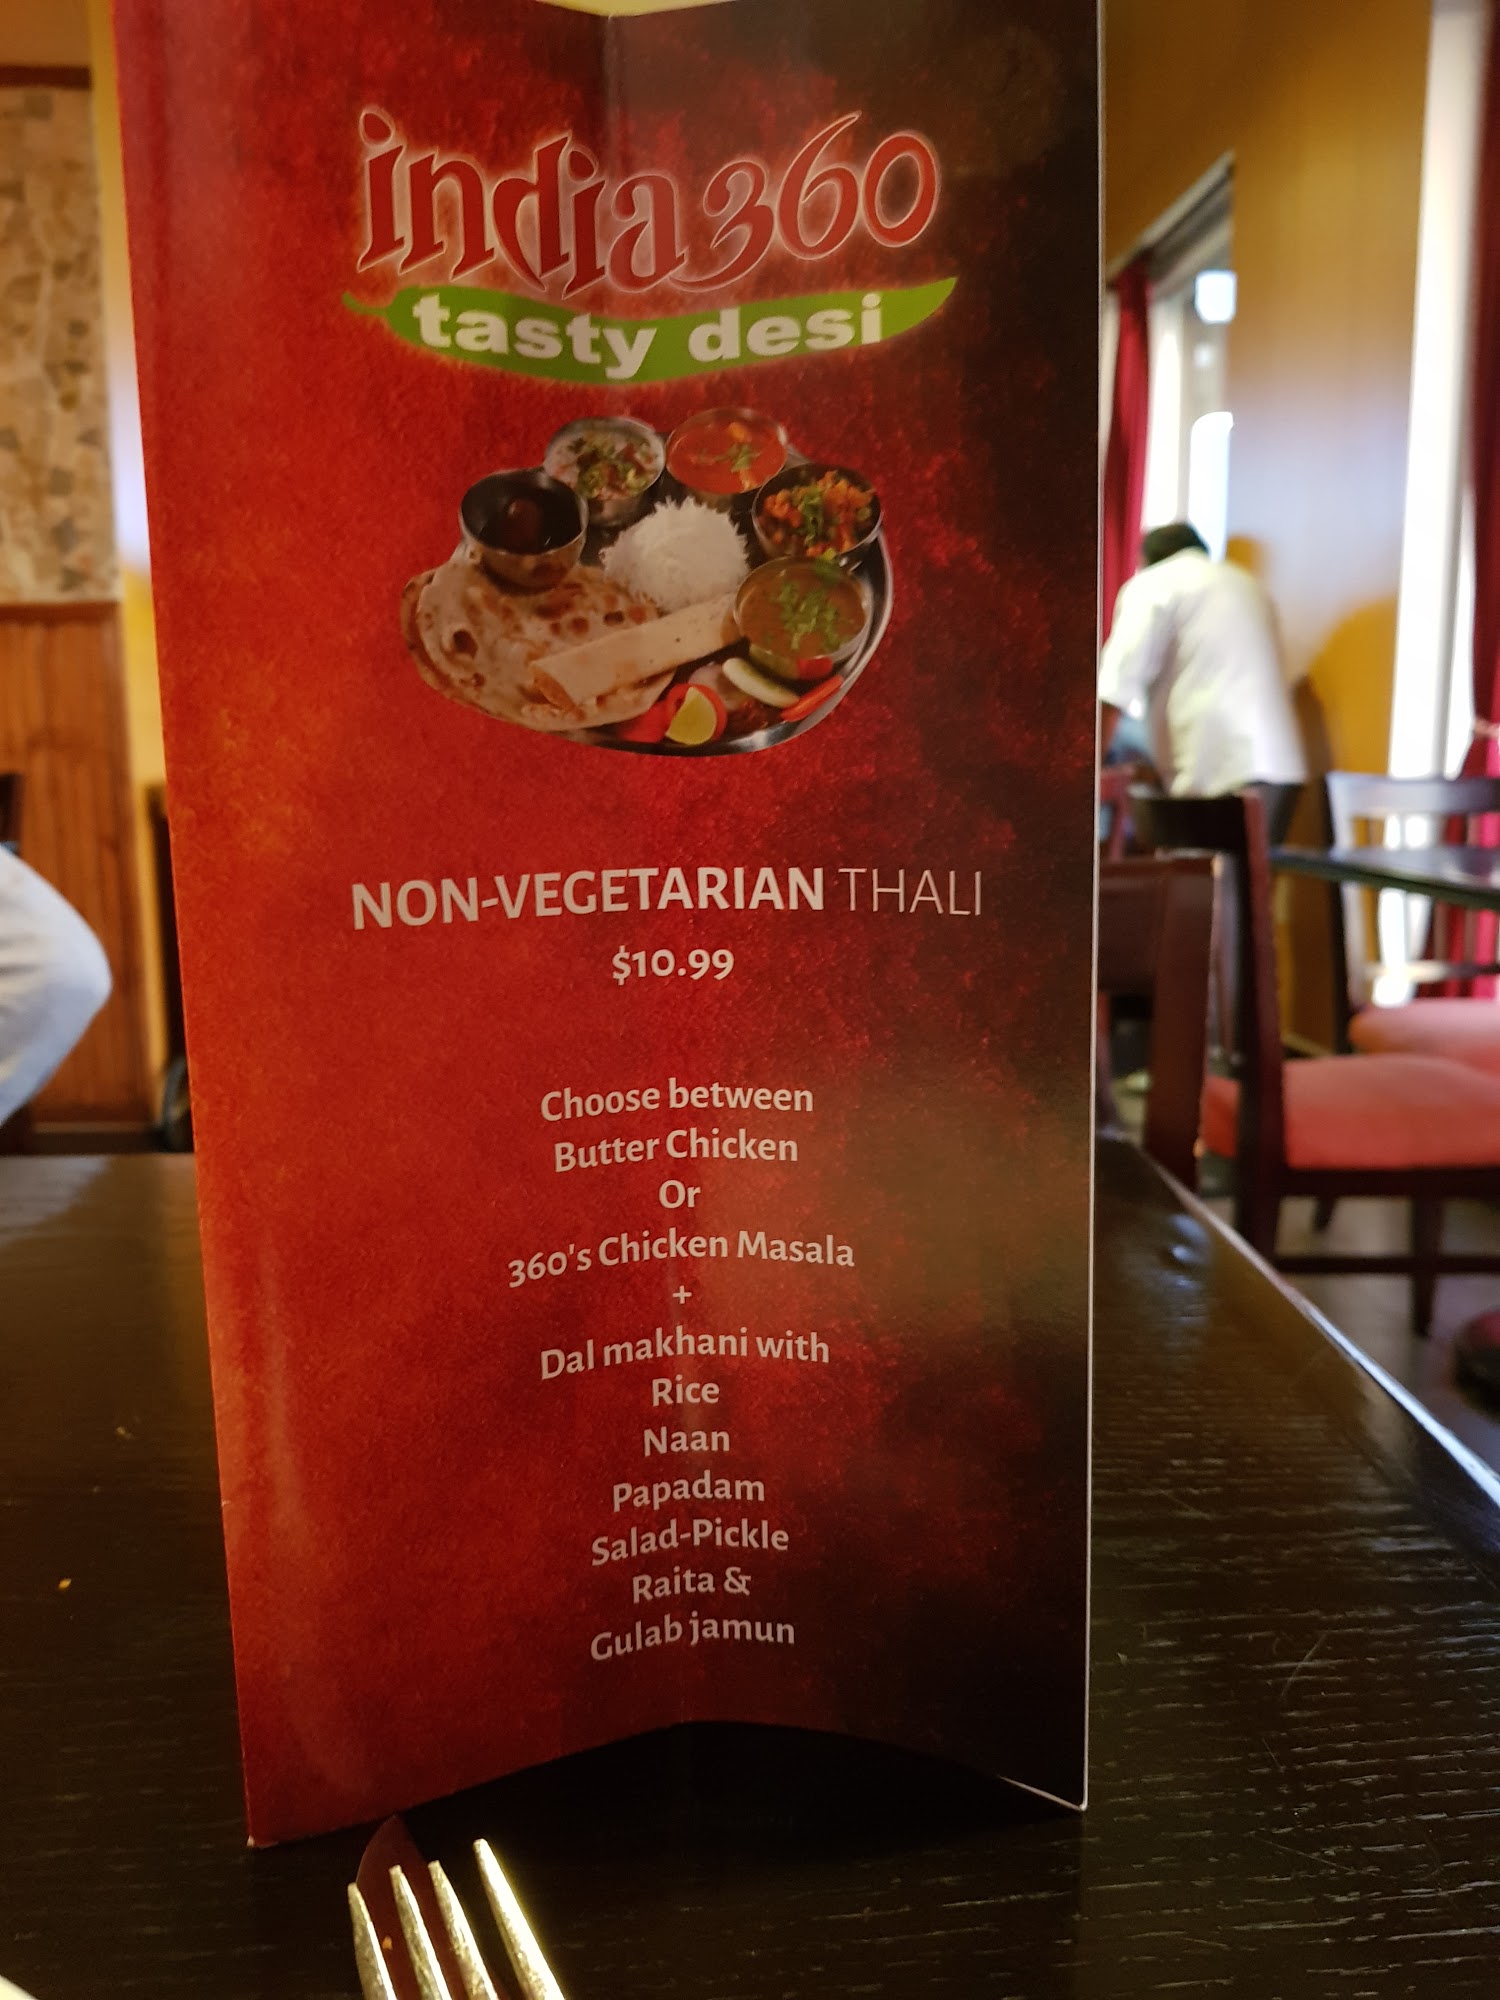 india360
tasty desi
NON-VEGETARIAN THALI
$10.99
Choose between
Butter Chicken
Or
360's Chicken Masala
+
Dal makhani with
Rice
Naan
Papadam
Salad-Pickle
Raita &
Gulab jamun